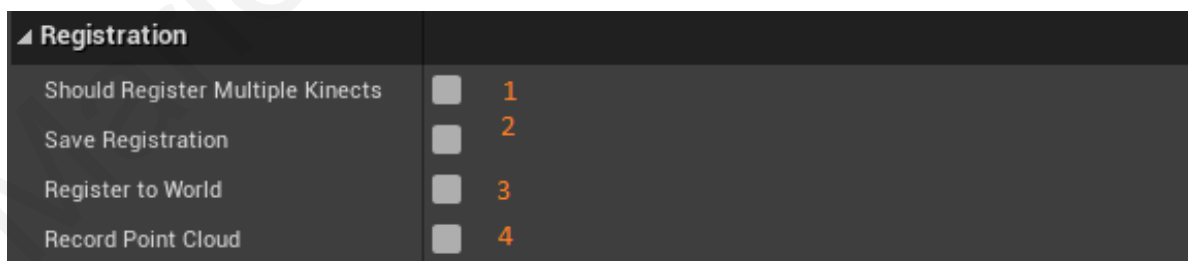 Registration
Should Register Multiple Kinects 1
Save Registration 2
Register to World 3
Record Point Cloud 4